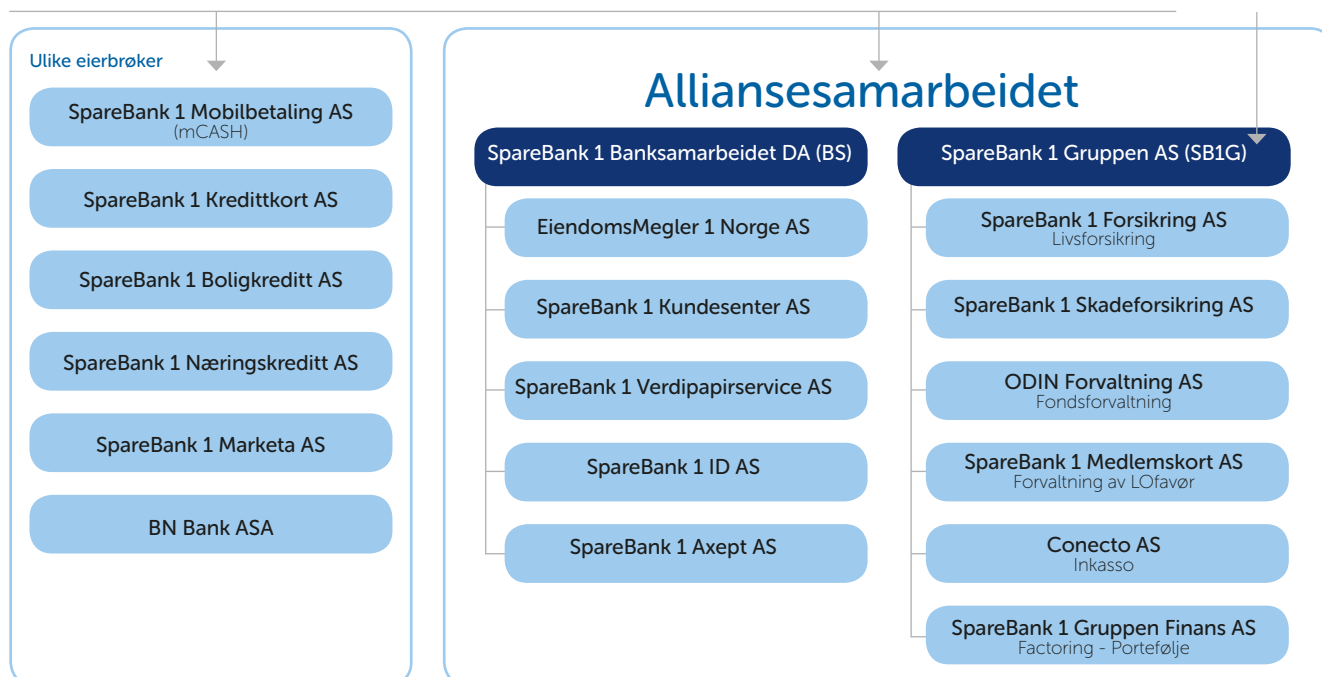 Ulike eierbrøker
SpareBank 1 Mobilbetaling AS
(mCASH)
SpareBank 1 Kredittkort AS
SpareBank 1 Boligkreditt AS
SpareBank 1 Næringskreditt AS
SpareBank 1 Marketa AS
BN Bank ASA
Alliansesamarbeidet
SpareBank 1 Banksamarbeidet DA (BS)
EiendomsMegler 1 Norge AS
SpareBank 1 Kundesenter AS
SpareBank 1 Verdipapirservice AS
SpareBank 1 ID AS
SpareBank 1 Axept AS
SpareBank 1 Gruppen AS (SB1G)
SpareBank 1 Forsikring AS
Livsforsikring
SpareBank 1 Skadeforsikring AS
ODIN Forvaltning AS
Fondsforvaltning
SpareBank 1 Medlemskort AS
Forvaltning av LOfavør
Conecto AS
Inkasso
SpareBank 1 Gruppen Finans AS
Factoring - Portefølje